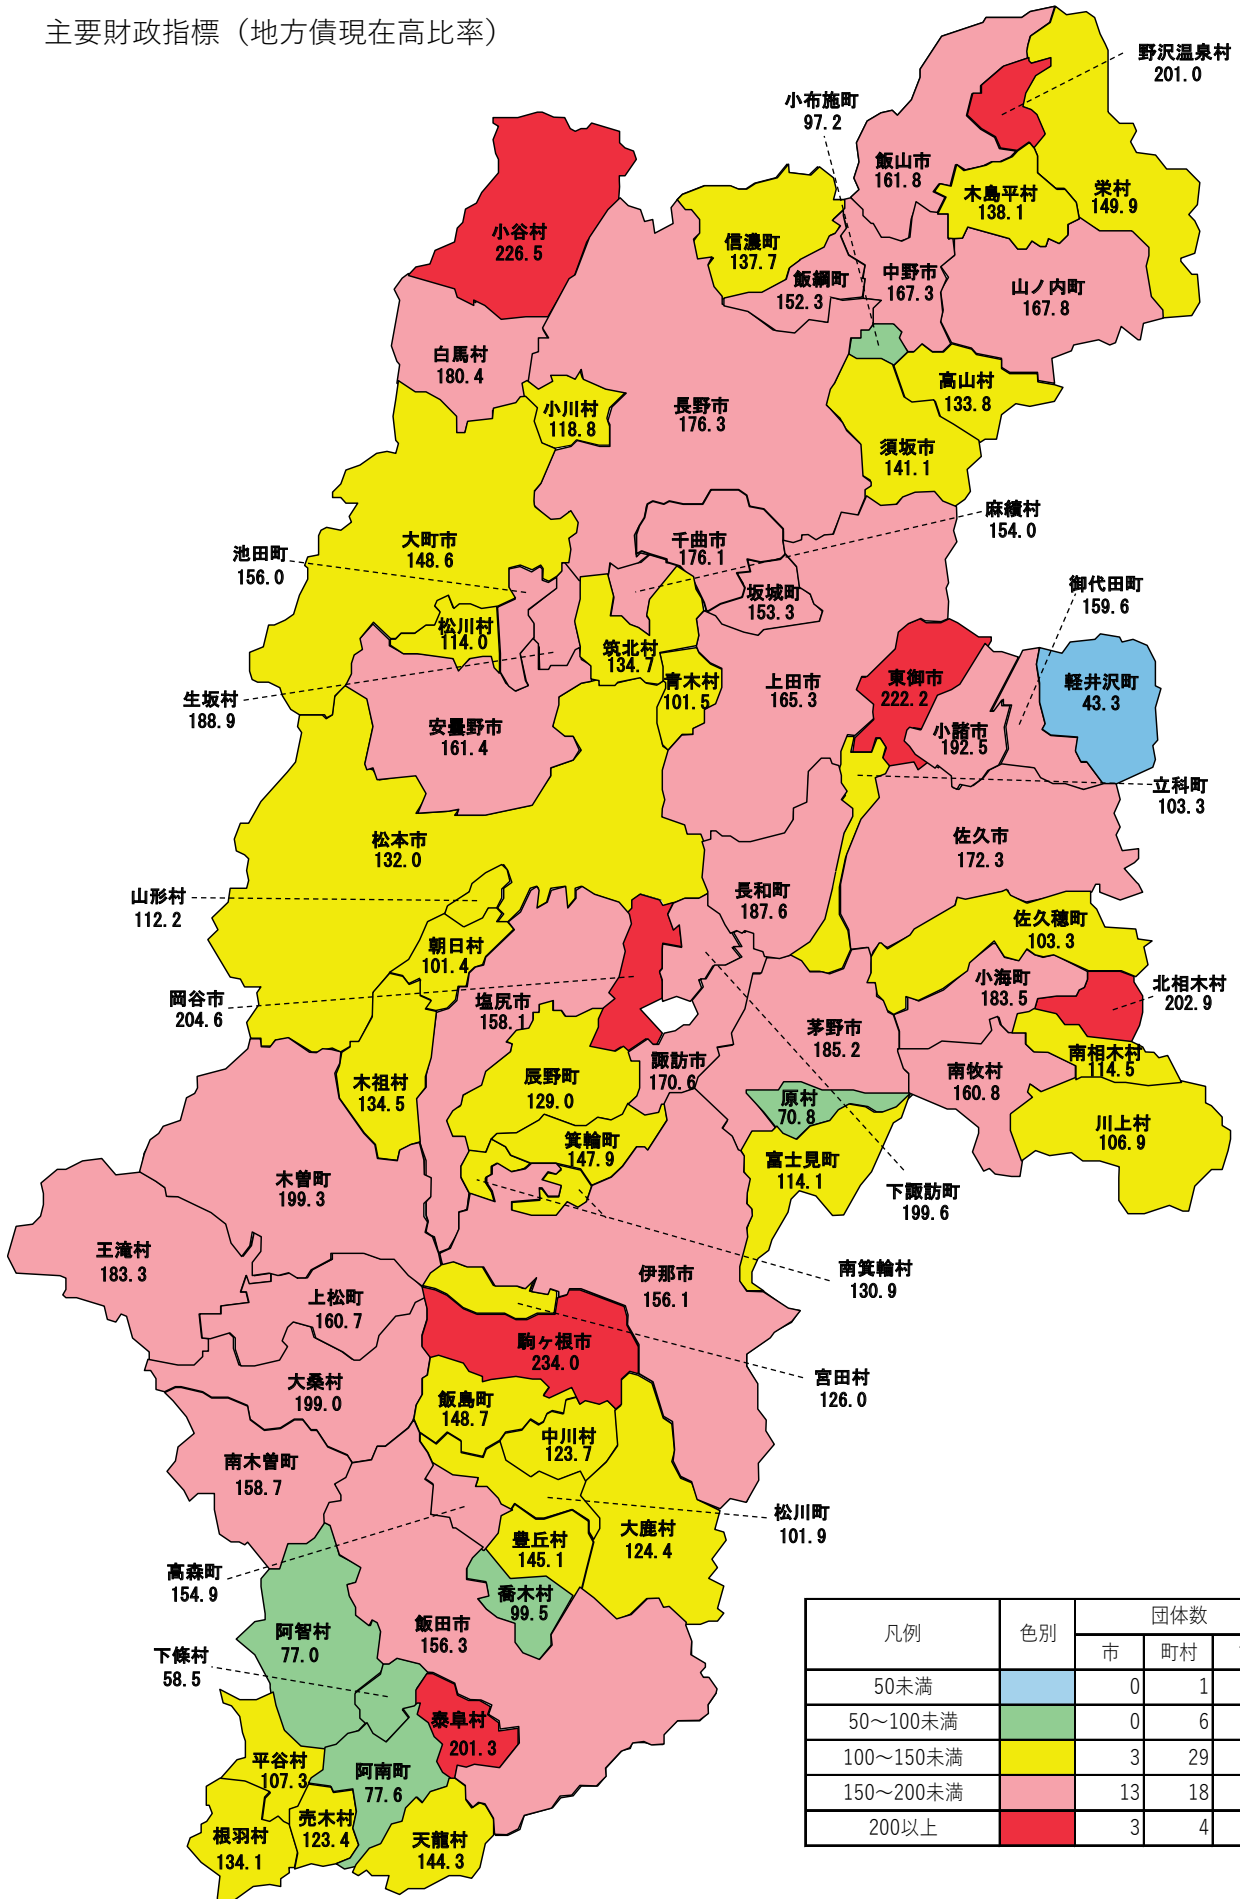 主要財政指標（地方債現在高比率）
野沢温泉村
201.0
小布施町
97.2
飯山市
161.8
木島平村
138.1
栄村
149.9
小谷村
226.5
信濃町
137.7
飯綱町
152.3
中野市
167.3
山ノ内町
167.8
白馬村
180.4
小川村
118.8
長野市
176.3
高山村
133.8
須坂市
141.1
麻績村
154.0
池田町
156.0
大町市
148.6
千曲市
176.1
坂城町
153.3
御代田町
159.6
松川村
114.0
筑北村
134.7
青木村
101.5
上田市
165.3
東御市
222.2
軽井沢町
43.3
生坂村
188.9
安曇野市
161.4
小諸市
192.5
立科町
103.3
松本市
132.0
佐久市
172.3
山形村
112.2
長和町
187.6
朝日村
101.4
佐久穂町
103.3
岡谷市
204.6
塩尻市
158.1
小海町
183.5
北相木村
202.9
茅野市
185.2
諏訪市
170.6
南相木村
114.5
木祖村
134.5
辰野町
129.0
南牧村
160.8
原村
70.8
川上村
106.9
箕輪町
147.9
富士見町
114.1
木曽町
199.3
下諏訪町
199.6
王滝村
183.3
南箕輪村
130.9
伊那市
156.1
上松町
160.7
駒ヶ根市
234.0
宮田村
126.0
大桑村
199.0
飯島町
148.7
中川村
123.7
南木曽町
158.7
松川町
101.9
大鹿村
124.4
豊丘村
145.1
高森町
154.9
喬木村
99.5
阿智村
77.0
飯田市
156.3
下條村
58.5
泰阜村
201.3
平谷村
107.3
阿南町
77.6
売木村
123.4
根羽村
134.1
天龍村
144.3
凡例 色別 団体数
市 町村
50未満 0 1
50～100未満 0 6
100～150未満 3 29
150～200未満 13 18
200以上 3 4